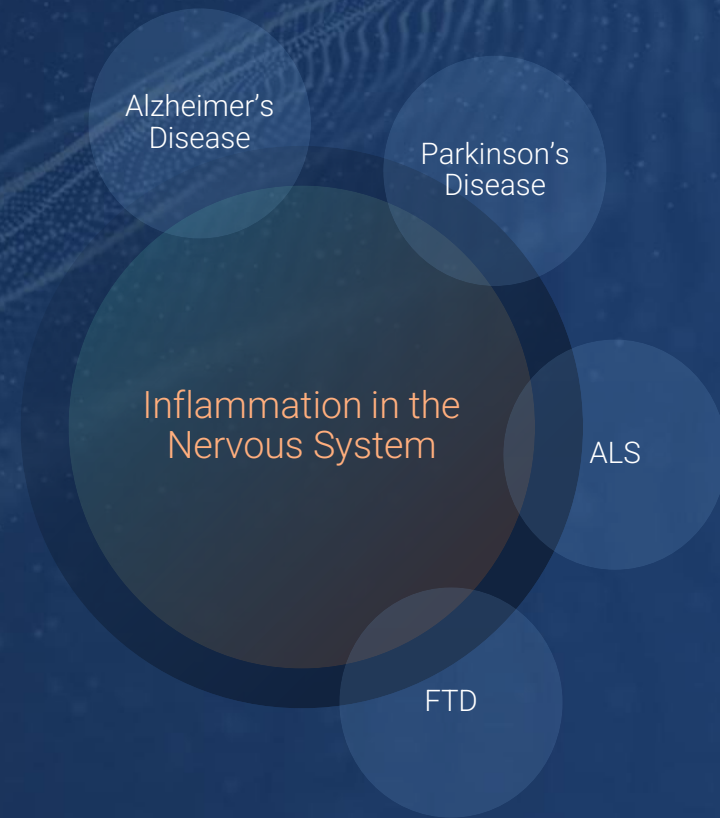 Alzheimer’s
Disease
Parkinson’s
Disease
Inflammation in the
Nervous System
ALS
FTD